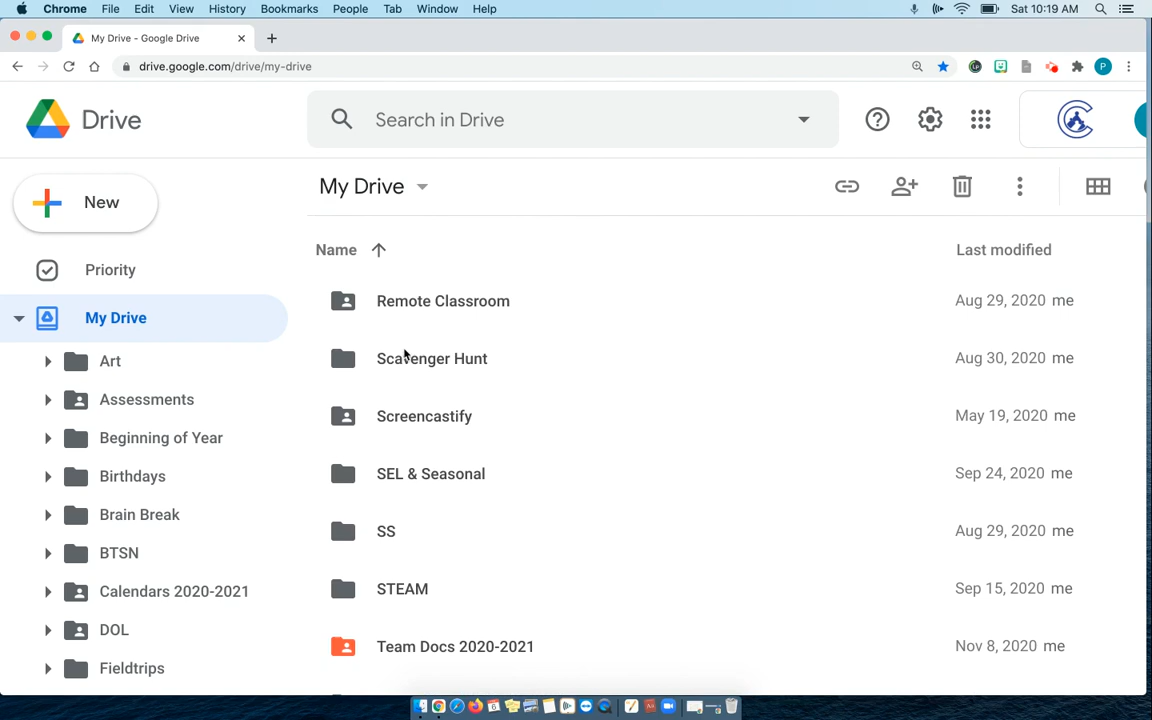 Chrome File Edit View History Bookmarks People Tab Window Help Sat 10:19 AM
My Drive - Google Drive
drive.google.com/drive/my-drive P
Drive Search in Drive
New
My Drive
Priority
Name Last modified
My Drive
Remote Classroom Aug 29, 2020 me
Art
Scavenger Hunt Aug 30, 2020 me
Assessments
Screencastify May 19, 2020 me
Beginning of Year
Birthdays
SEL & Seasonal Sep 24, 2020 me
Brain Break
SS Aug 29, 2020 me
BTSN
Calendars 2020-2021
STEAM Sep 15, 2020 me
DOL
Team Docs 2020-2021 Nov 8, 2020 me
Fieldtrips